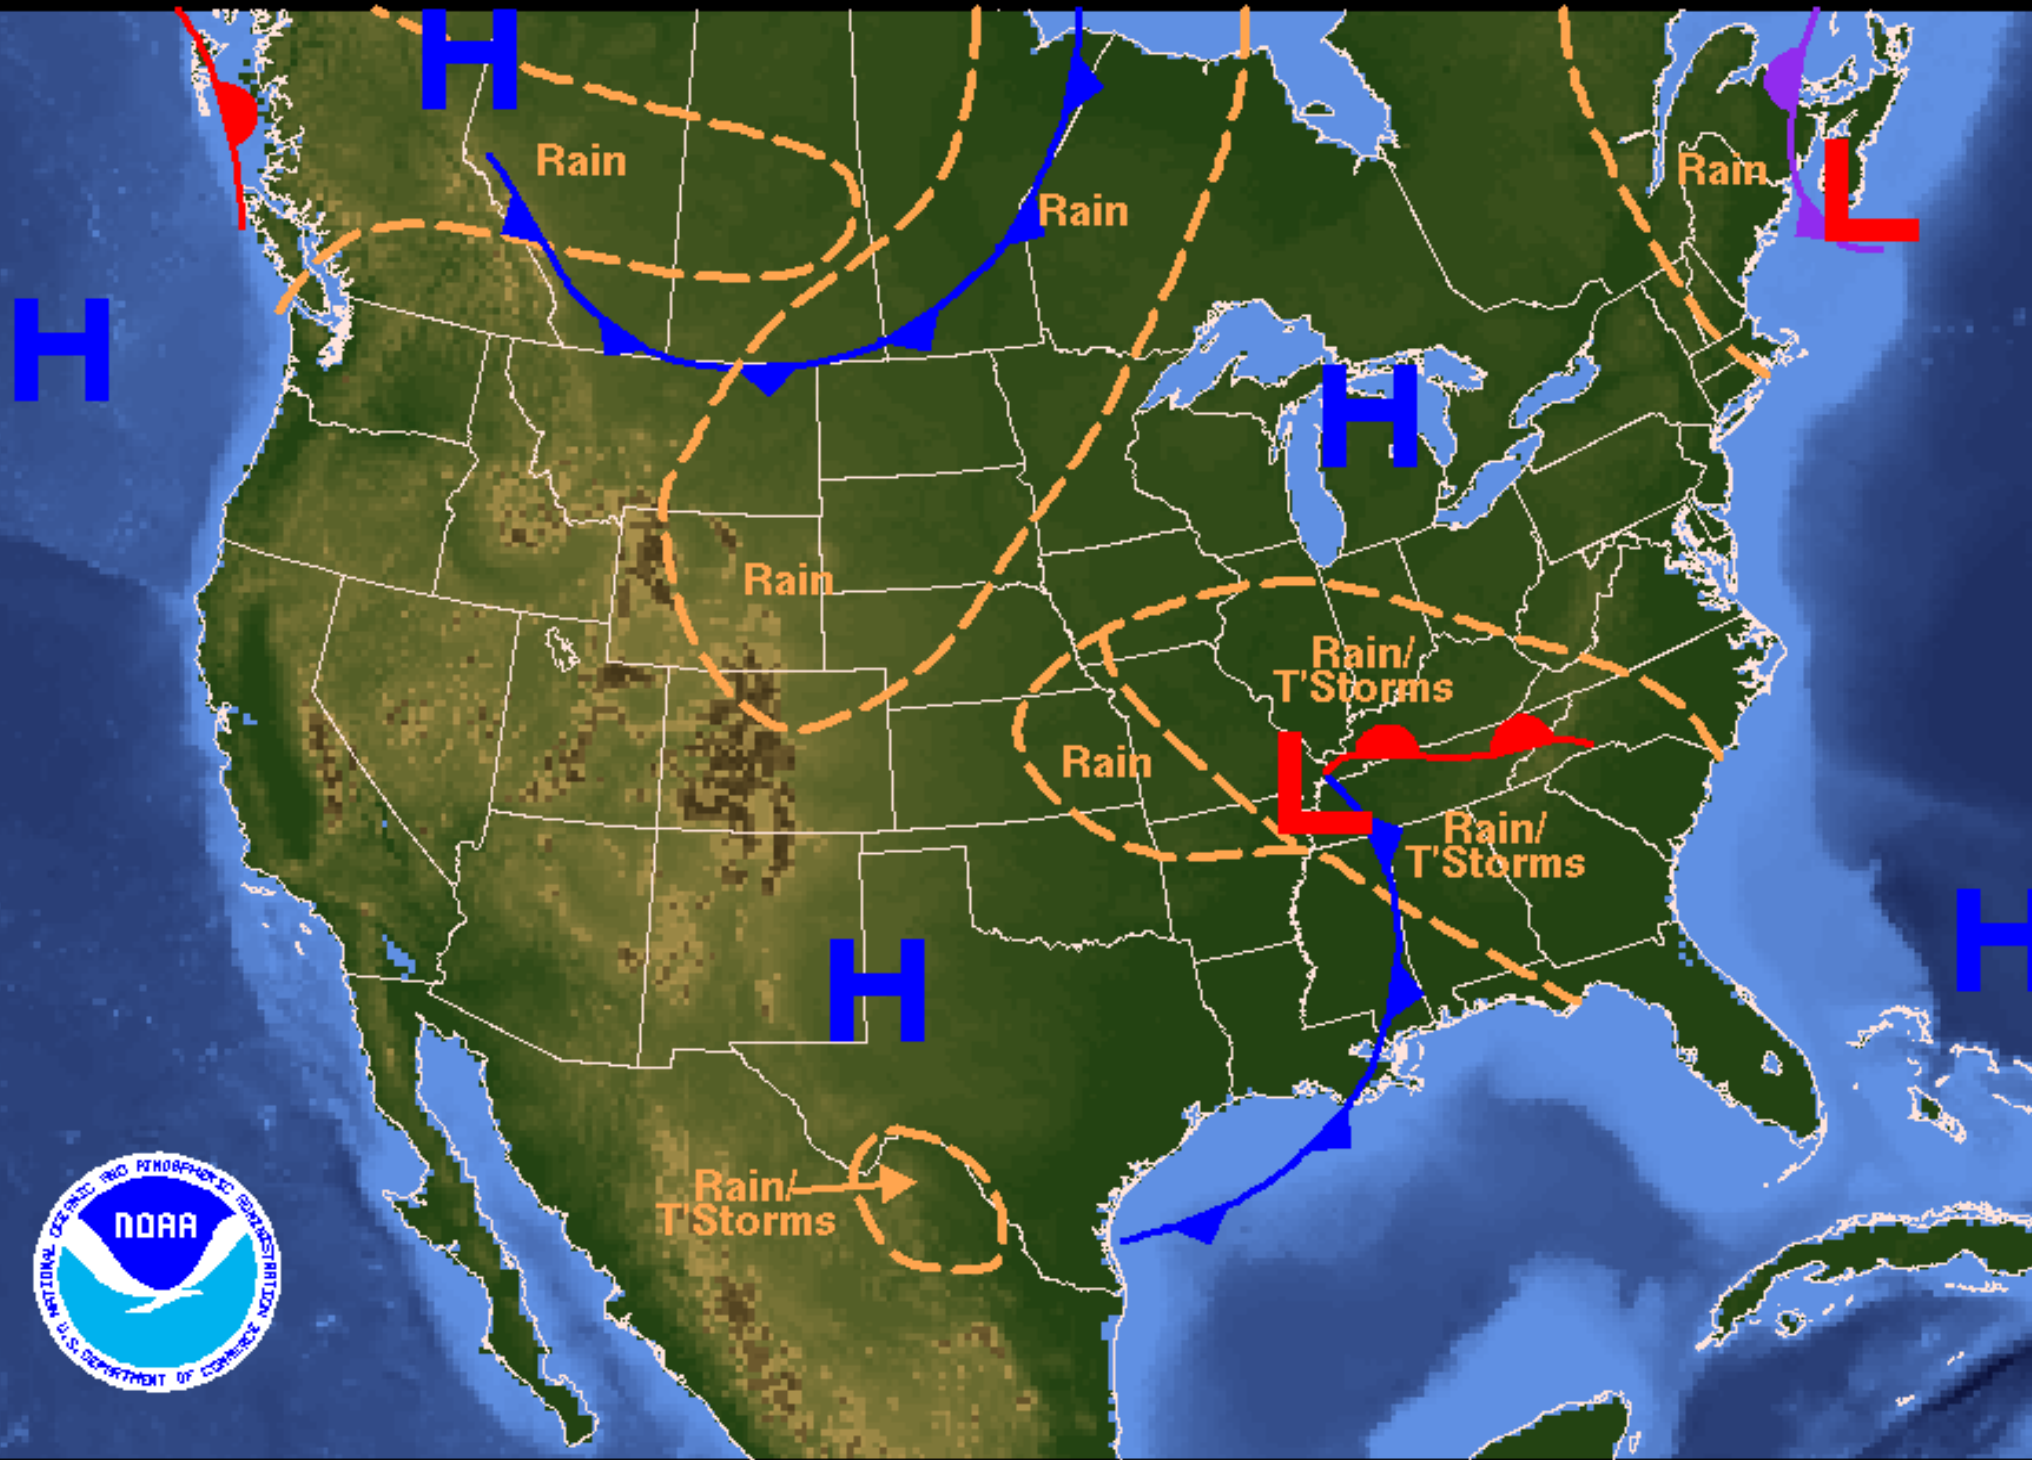 H
Rain
Rain
Rain
L
H
H
Rain
Rain/
T'Storms
Rain
L
Rain/
T'Storms
H
H
Rain/
T'Storms
NATIONAL OCEANIC AND ATMOSPHERIC ADMINISTRATION
NOAA
U.S. DEPARTMENT OF COMMERCE